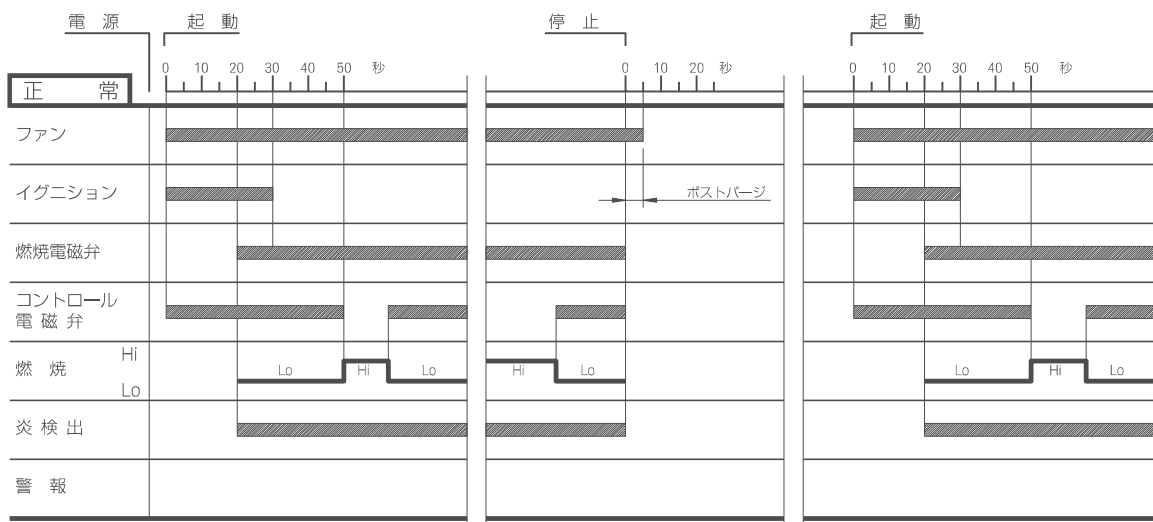 電 源 起 動 停 止 起 動
0 10 20 30 40 50 秒 0 10 20 秒 0 10 20 30 40 50 秒
正 常
ファン
イグニション ポストパージ
燃焼電磁弁
コントロール
電 磁 弁
Hi
燃 焼 Lo Hi Lo Hi Lo Lo Hi Lo
Lo
炎 検 出
警 報